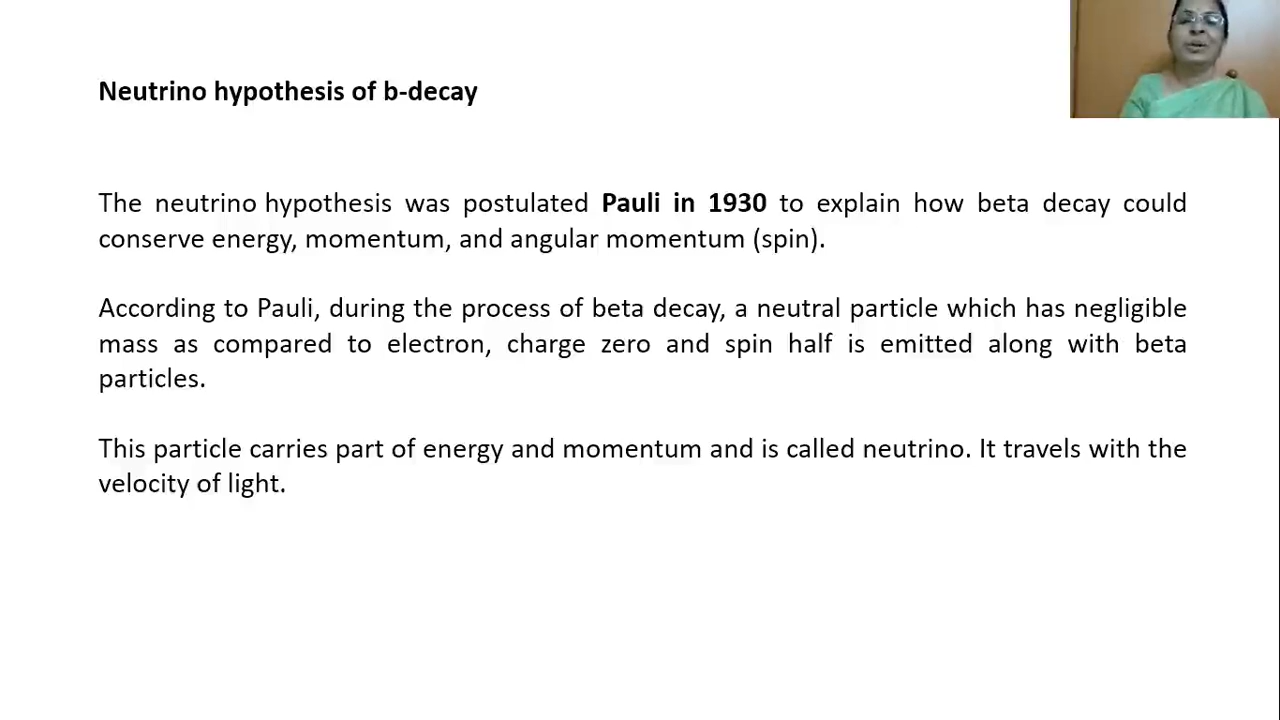 Neutrino hypothesis of b-decay
The neutrino hypothesis was postulated Pauli in 1930 to explain how beta decay could
conserve energy, momentum, and angular momentum (spin).
According to Pauli, during the process of beta decay, a neutral particle which has negligible
mass as compared to electron, charge zero and spin half is emitted along with beta
particles.
This particle carries part of energy and momentum and is called neutrino. It travels with the
velocity of light.